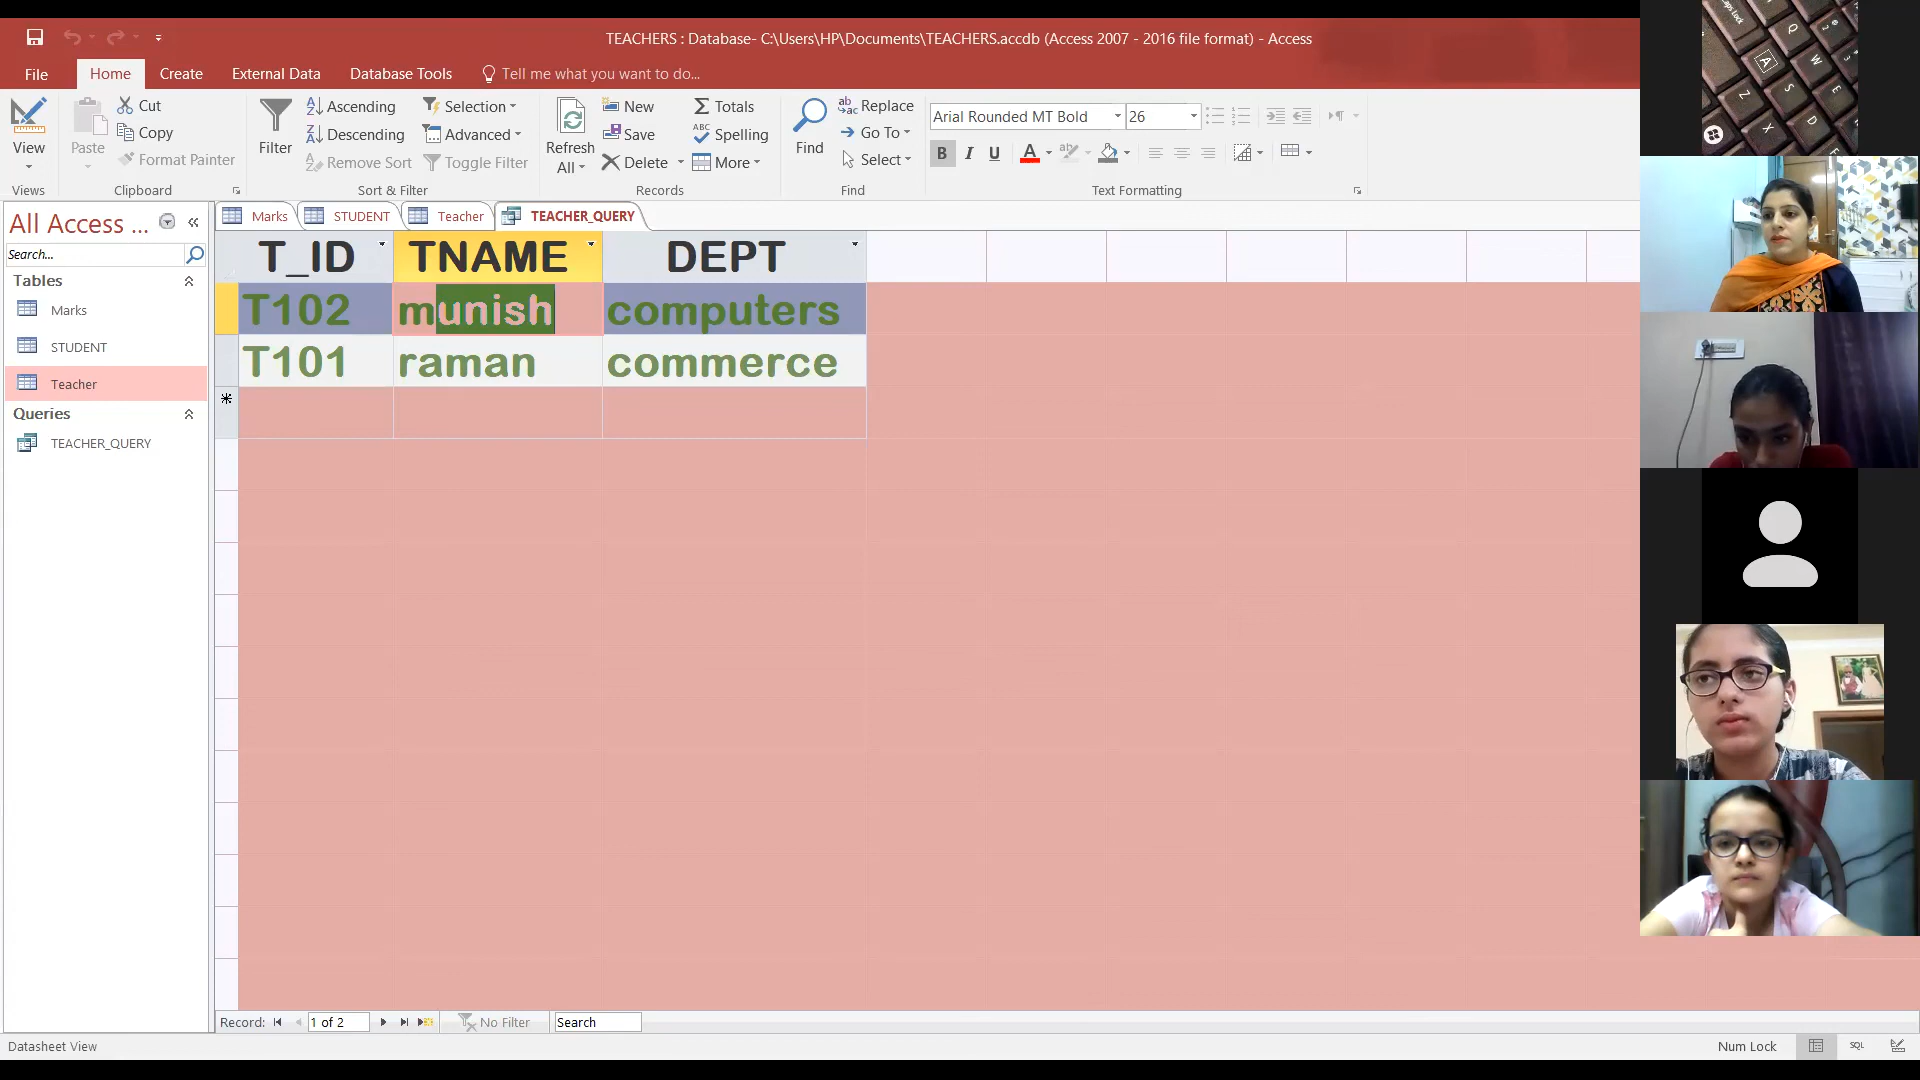 TEACHERS : Database- C:\Users\HP\Documents\TEACHERS.accdb (Access 2007 - 2016 file format) - Access
File Home Create External Data Database Tools Tell me what you want to do...
View
Views
Paste
Cut
Copy
Format Painter
Clipboard
Filter
Ascending
Descending
Remove Sort
Selection
Advanced
Toggle Filter
Sort & Filter
Refresh
All
New
Save
Delete
Totals
Spelling
More
Records
Find
Replace
Go To
Select
Find
Arial Rounded MT Bold 26
B I U A
Text Formatting
All Access ...
Search...
Tables
Marks
STUDENT
Teacher
Queries
TEACHER_QUERY
Marks STUDENT Teacher TEACHER_QUERY
T_ID TNAME DEPT
T102 munish computers
T101 raman commerce
Record: 1 of 2 No Filter Search
Datasheet View Num Lock SQL